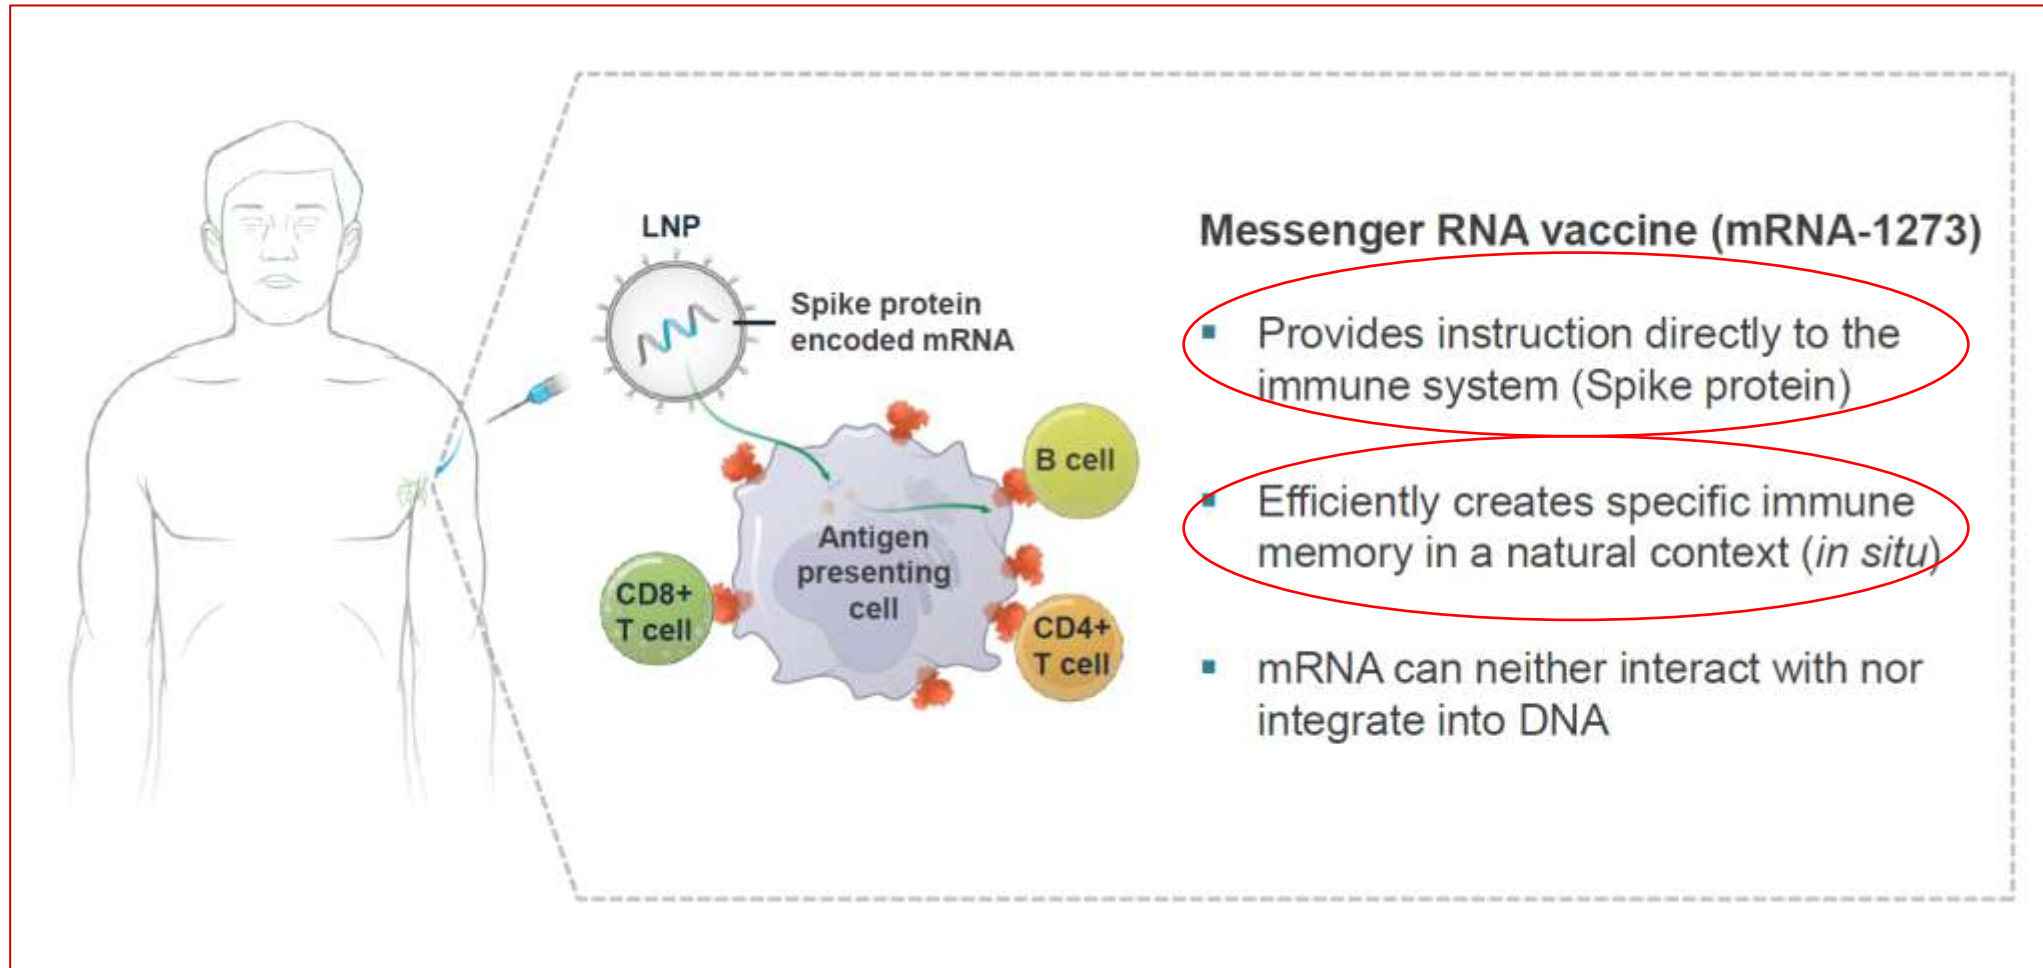 LNP
Spike protein
encoded mRNA
B cell
Antigen
presenting
cell
CD8+
T cell
CD4+
T cell
Messenger RNA vaccine (mRNA-1273)
▪ Provides instruction directly to the
immune system (Spike protein)
▪ Efficiently creates specific immune
memory in a natural context (in situ)
▪ mRNA can neither interact with nor
integrate into DNA